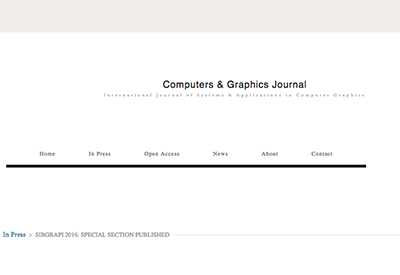 Computers & Graphics Journal
International Journal of Systems & Applications in Computer Graphics
Home In Press Open Access News About Contact
In Press > SIBGRAPI 2016: SPECIAL SECTION PUBLISHED